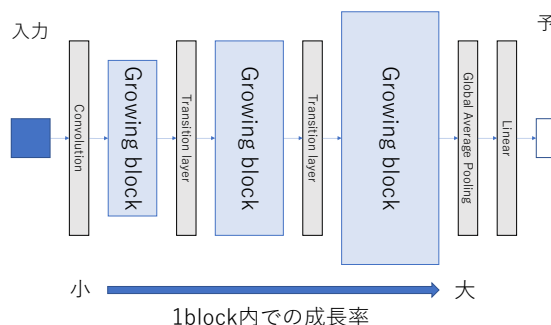 入力
予
Convolution
Growing block
Transition layer
Growing block
Transition layer
Growing block
Global Average Pooling
Linear
小
大
1block内での成長率